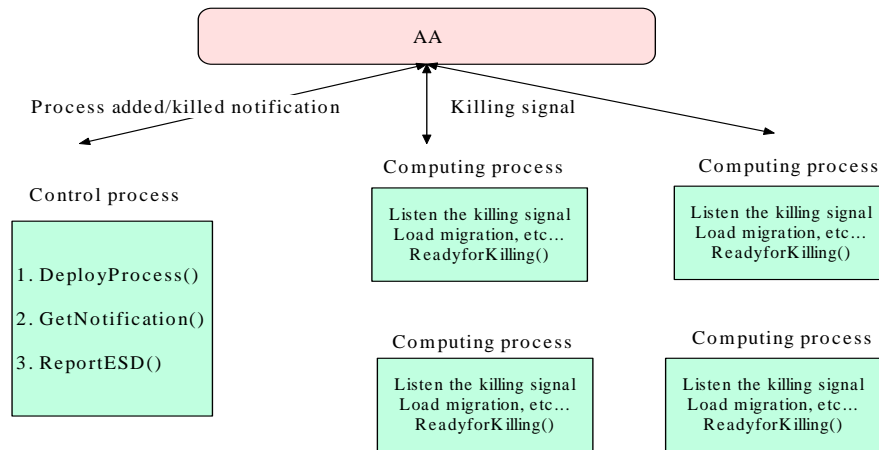 AA
Process added/killed notification
Killing signal
Control process
1. DeployProcess()
2. GetNotification()
3. ReportESD()
Computing process
Listen the killing signal
Load migration, etc...
ReadyforKilling()
Computing process
Listen the killing signal
Load migration, etc...
ReadyforKilling()
Computing process
Listen the killing signal
Load migration, etc...
ReadyforKilling()
Computing process
Listen the killing signal
Load migration, etc...
ReadyforKilling()